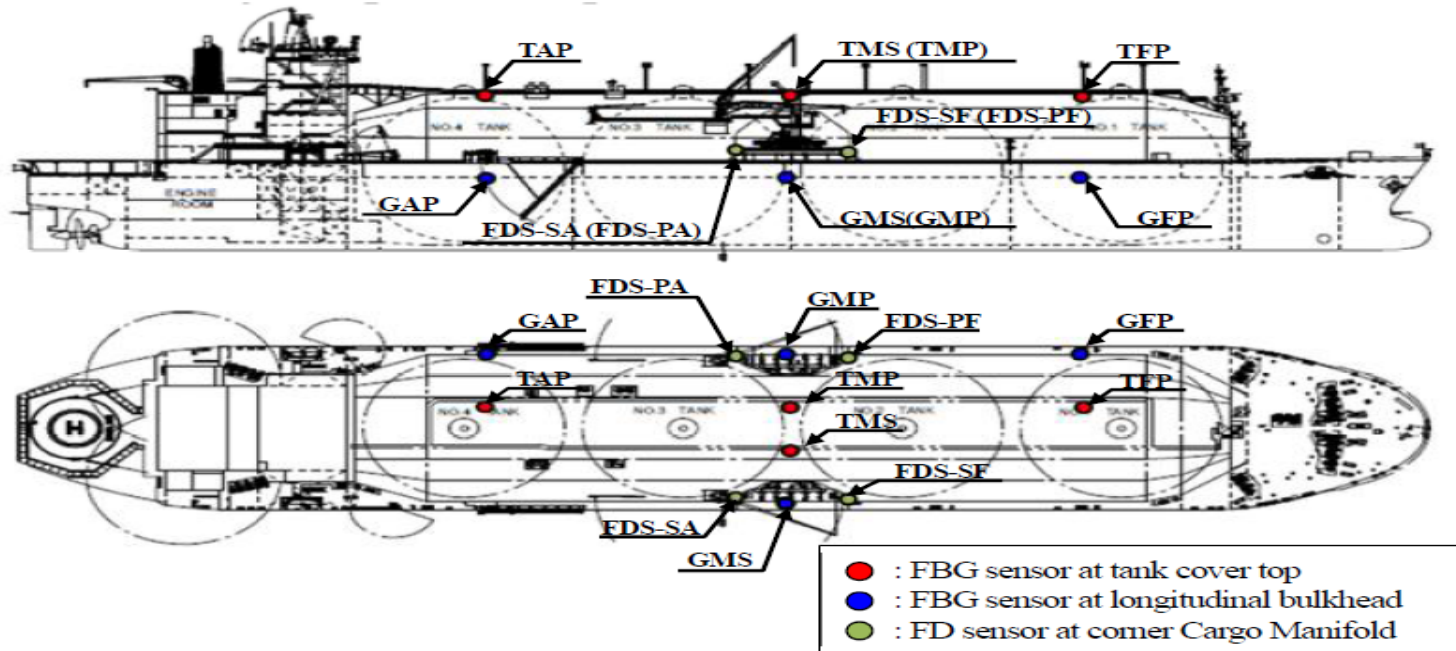 TAP
TMS (TMP)
TFP
FDS-SF (FDS-PF)
NO.4 TANK
NO.3 TANK
TANK
NO.1 TANK
ENGINE
ROOM
GAP
GMS(GMP)
GFP
FDS-SA (FDS-PA)
FDS-PA
GMP
GAP
FDS-PF
GFP
TAP
TMP
TFP
NO.4 TANK
NO.3 TANK
NO.2 TANK
TANK
TMS
H
FDS-SF
FDS-SA
GMS
: FBG sensor at tank cover top
: FBG sensor at longitudinal bulkhead
: FD sensor at corner Cargo Manifold